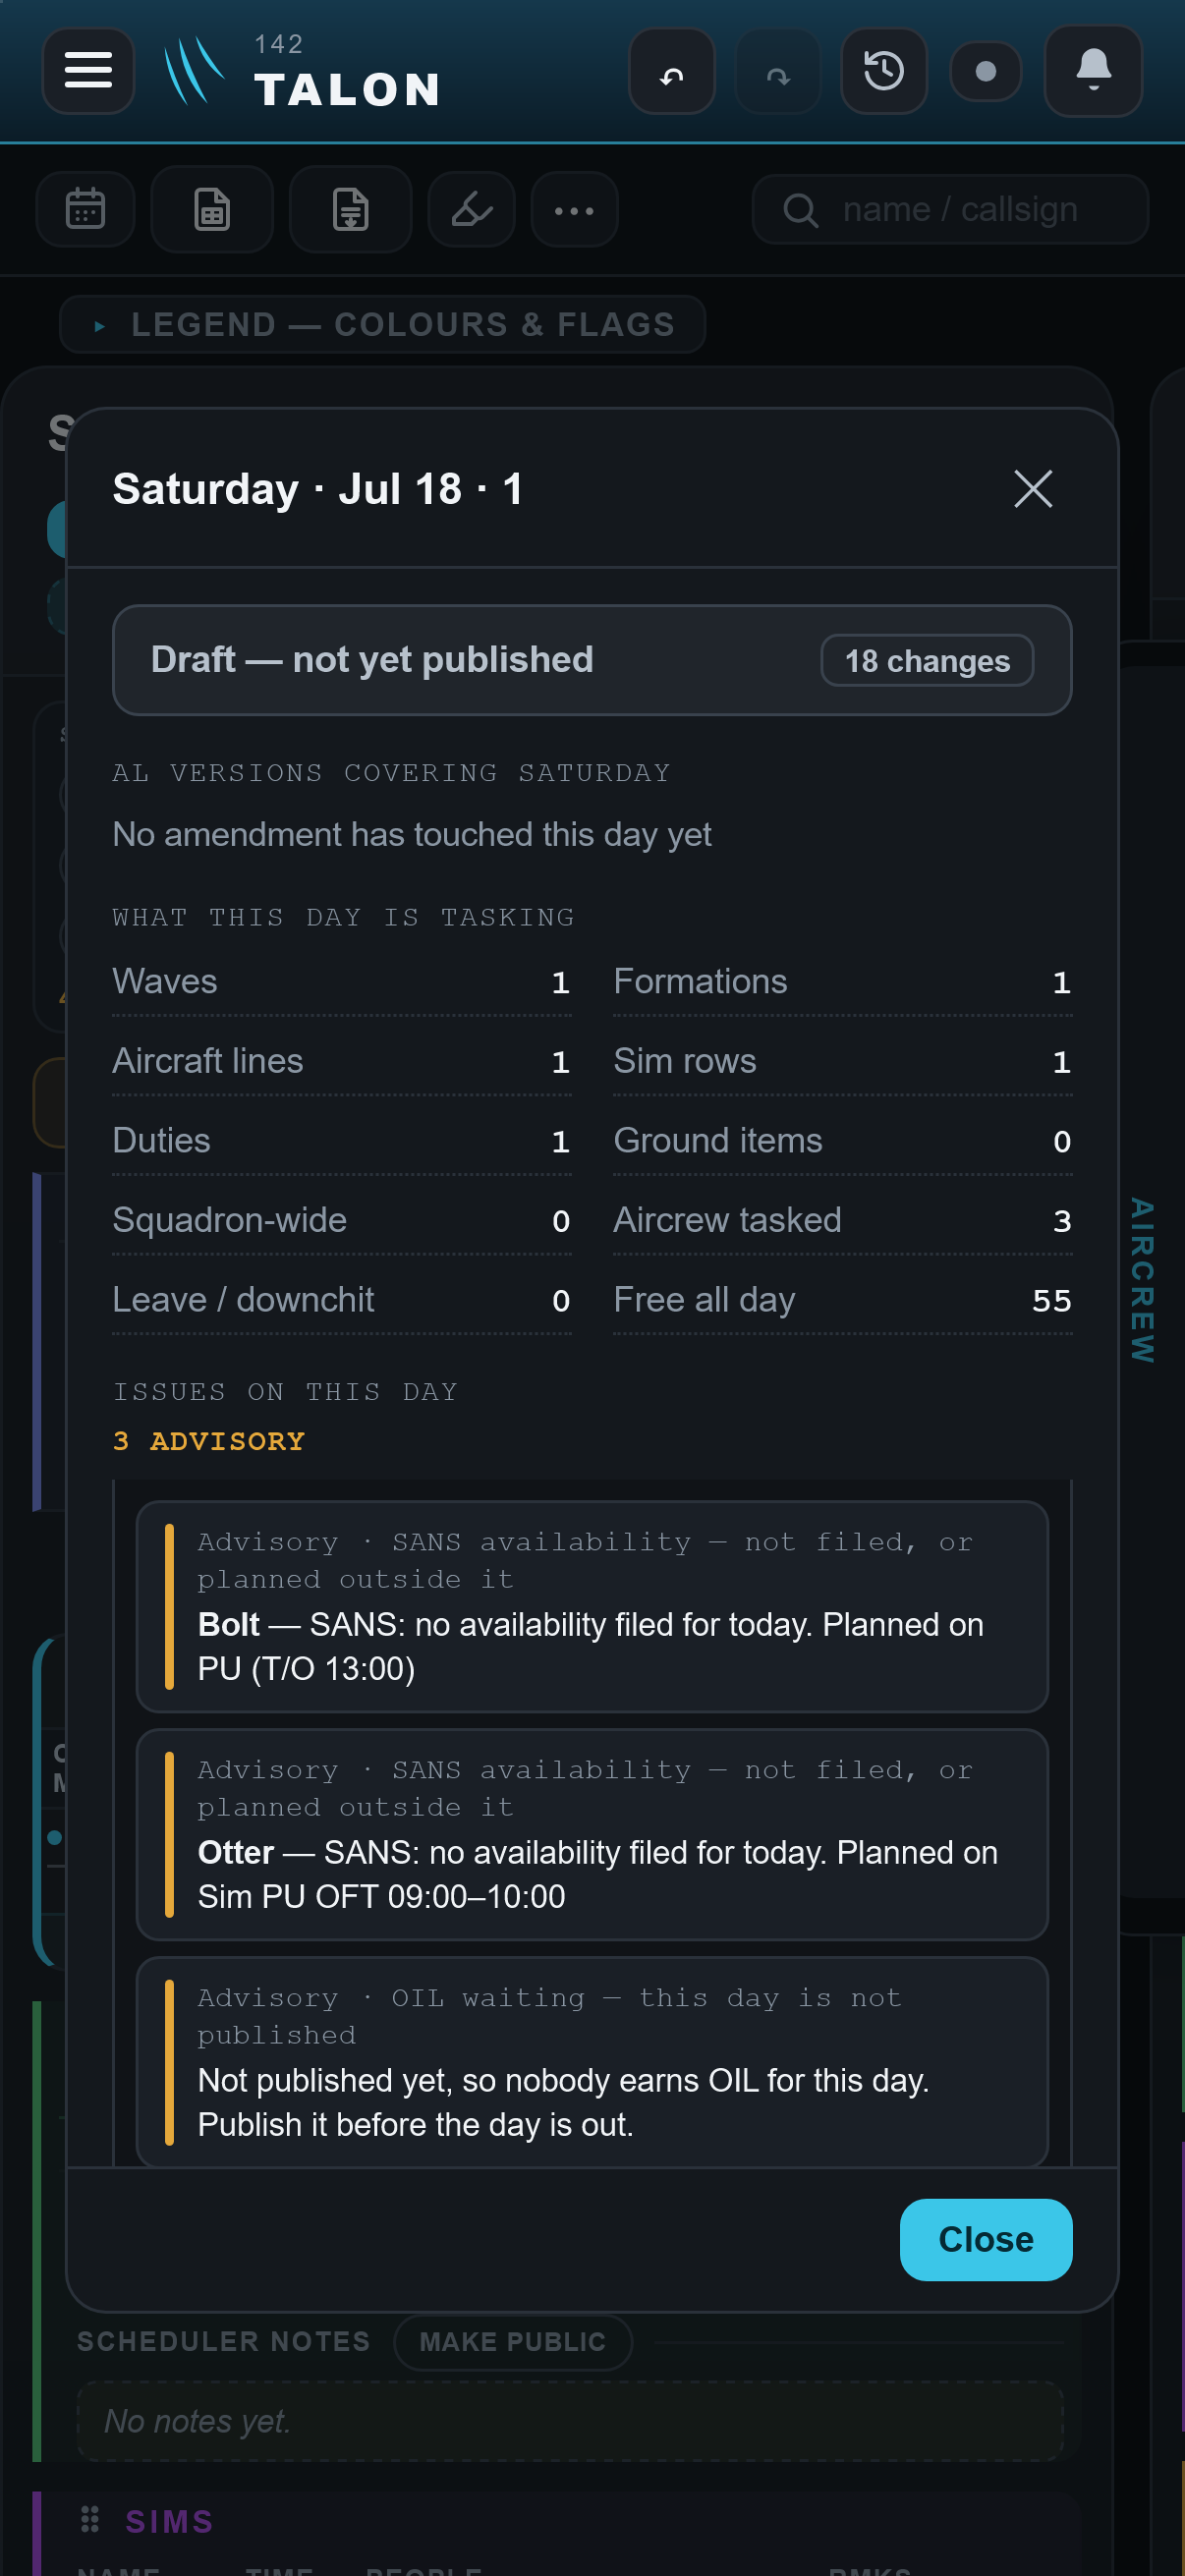 142
TALON
name / callsign
LEGEND — COLOURS & FLAGS
Saturday · Jul 18 · 1
Draft — not yet published
18 changes
AL VERSIONS COVERING SATURDAY
No amendment has touched this day yet
WHAT THIS DAY IS TASKING
Waves 1
Formations 1
Aircraft lines 1
Sim rows 1
Duties 1
Ground items 0
Squadron-wide 0
Aircrew tasked 3
Leave / downchit 0
Free all day 55
AIRCREW
ISSUES ON THIS DAY
3 ADVISORY
Advisory · SANS availability — not filed, or
planned outside it
Bolt — SANS: no availability filed for today. Planned on
PU (T/O 13:00)
Advisory · SANS availability — not filed, or
planned outside it
Otter — SANS: no availability filed for today. Planned on
Sim PU OFT 09:00–10:00
Advisory · OIL waiting — this day is not
published
Not published yet, so nobody earns OIL for this day.
Publish it before the day is out.
Close
SCHEDULER NOTES
MAKE PUBLIC
No notes yet.
SIMS
NAME TIME PEOPLE RMKS